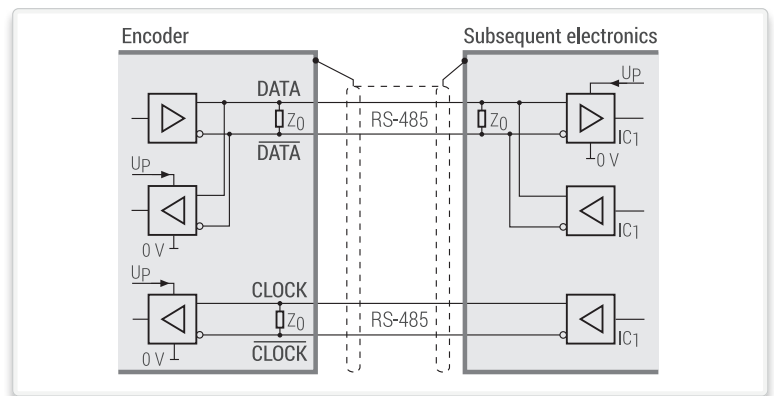 Encoder
Subsequent electronics
DATA
Z0
DATA
RS-485
Z0
UP
IC1
0 V
UP
0 V
IC1
UP
CLOCK
Z0
CLOCK
RS-485
0 V
IC1